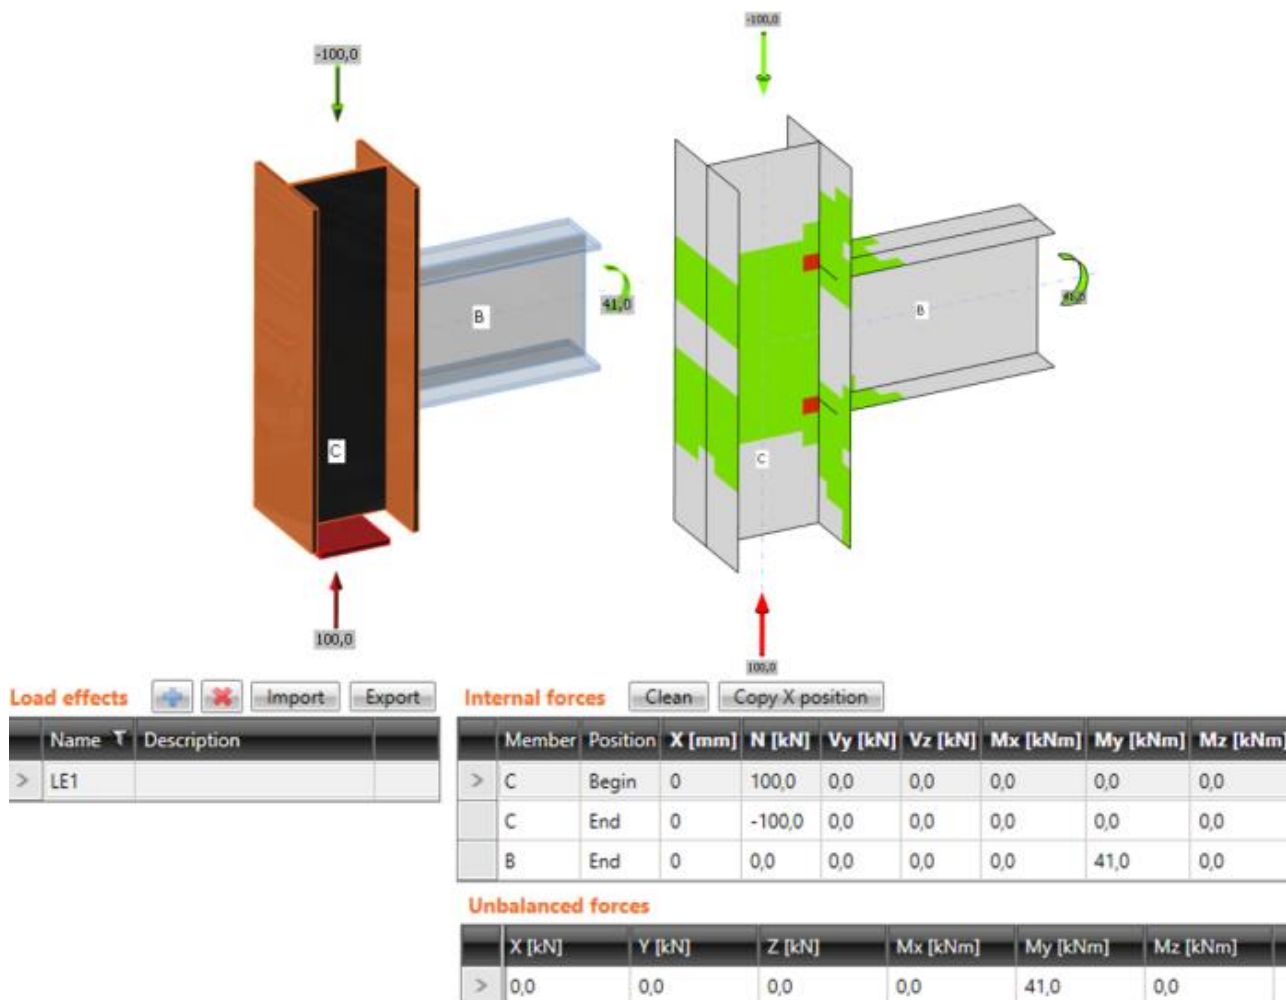 -100,0
-100,0
41,0
B
B
C
C
100,0
100,0
Load effects Import Export
Name Description
> LE1
Internal forces Clean Copy X position
Member Position X [mm] N [kN] Vy [kN] Vz [kN] Mx [kNm] My [kNm] Mz [kNm]
> C Begin 0 100,0 0,0 0,0 0,0 0,0 0,0
C End 0 -100,0 0,0 0,0 0,0 0,0 0,0
B End 0 0,0 0,0 0,0 0,0 41,0 0,0
Unbalanced forces
X [kN] Y [kN] Z [kN] Mx [kNm] My [kNm] Mz [kNm]
> 0,0 0,0 0,0 0,0 41,0 0,0